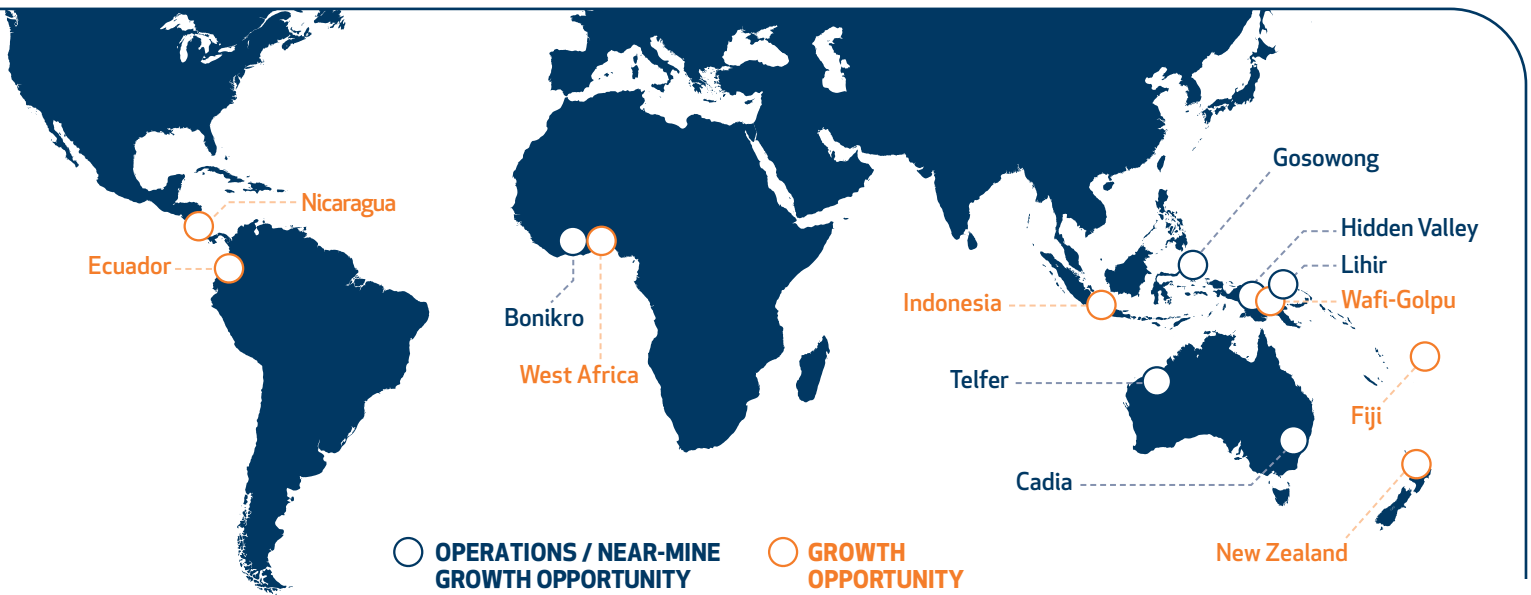 Gosowong
Nicaragua
Hidden Valley
Ecuador
Lihir
Indonesia
Wafi-Golpu
Bonikro
West Africa
Telfer
Fiji
Cadia
New Zealand
OPERATIONS / NEAR-MINE
GROWTH OPPORTUNITY
GROWTH
OPPORTUNITY